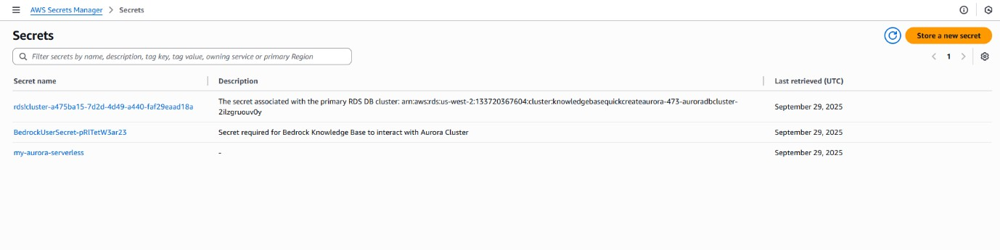 AWS Secrets Manager > Secrets
Secrets
Store a new secret
Filter secrets by name, description, tag key, tag value, owning service or primary Region
< 1 >
Secret name Description Last retrieved (UTC)
rds!cluster-a475ba15-7d2d-4d49-a440-faf29eaad18a The secret associated with the primary RDS DB cluster: arn:aws:rds:us-west-2:133720367604:cluster:knowledgebasequickcreateaurora-473-auroradbcluster- September 29, 2025
2ilzgruouv0y
BedrockUserSecret-pRlTetW3ar23 Secret required for Bedrock Knowledge Base to interact with Aurora Cluster September 29, 2025
my-aurora-serverless - September 29, 2025